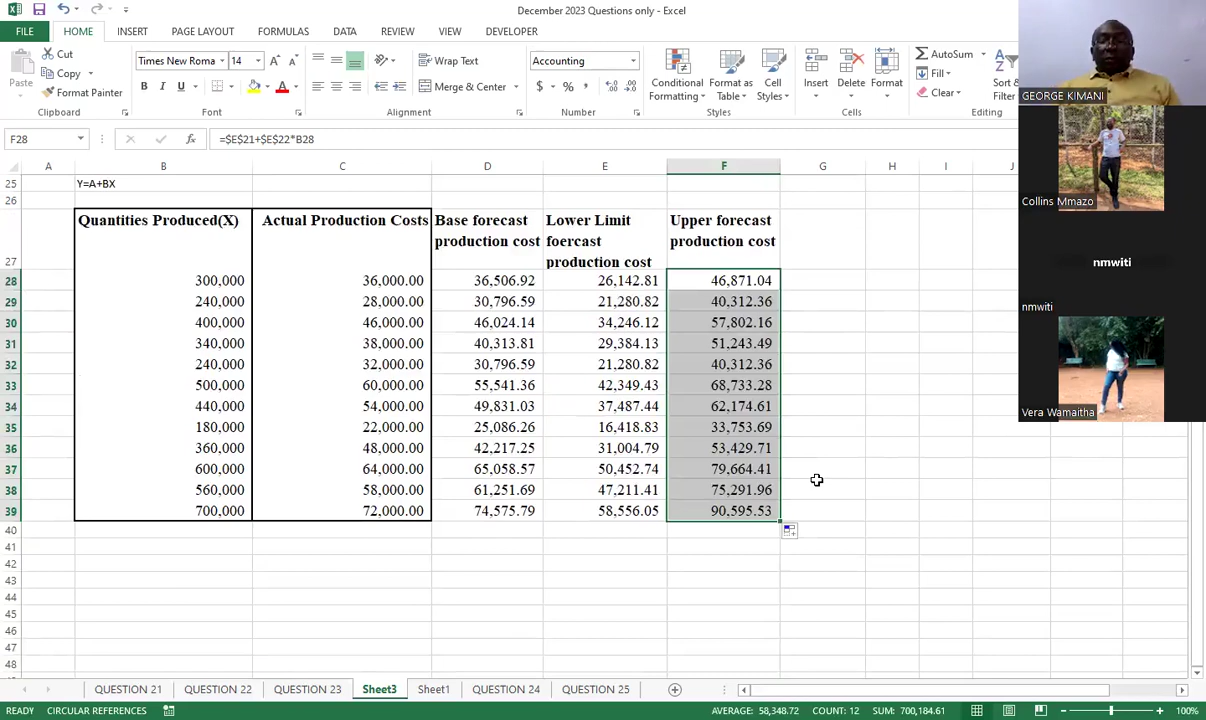 December 2023 Questions only - Excel
FILE HOME INSERT PAGE LAYOUT FORMULAS DATA REVIEW VIEW DEVELOPER
Cut
Copy
Format Painter
Paste
Clipboard
Times New Roma 14
B I U
Font
Wrap Text
Merge & Center
Alignment
Accounting
$ % ,
Number
Conditional Formatting
Format as Table
Cell Styles
Styles
Insert Delete Format
Cells
AutoSum
Fill
Clear
Sort
Filter
Editing
GEORGE KIMANI
Collins Mmazo
nmwiti
nmwiti
Vera Wamaitha
F28 fx =$E$21+$E$22*B28
A B C D E F G H I J
25 Y=A+BX
26
27 Quantities Produced(X) Actual Production Costs Base forecast production cost Lower Limit foercast production cost Upper forecast production cost
28 300,000 36,000.00 36,506.92 26,142.81 46,871.04
29 240,000 28,000.00 30,796.59 21,280.82 40,312.36
30 400,000 46,000.00 46,024.14 34,246.12 57,802.16
31 340,000 38,000.00 40,313.81 29,384.13 51,243.49
32 240,000 32,000.00 30,796.59 21,280.82 40,312.36
33 500,000 60,000.00 55,541.36 42,349.43 68,733.28
34 440,000 54,000.00 49,831.03 37,487.44 62,174.61
35 180,000 22,000.00 25,086.26 16,418.83 33,753.69
36 360,000 48,000.00 42,217.25 31,004.79 53,429.71
37 600,000 64,000.00 65,058.57 50,452.74 79,664.41
38 560,000 58,000.00 61,251.69 47,211.41 75,291.96
39 700,000 72,000.00 74,575.79 58,556.05 90,595.53
40
41
42
43
44
45
46
47
48
QUESTION 21 QUESTION 22 QUESTION 23 Sheet3 Sheet1 QUESTION 24 QUESTION 25
READY CIRCULAR REFERENCES AVERAGE: 58,348.72 COUNT: 12 SUM: 700,184.61 100%